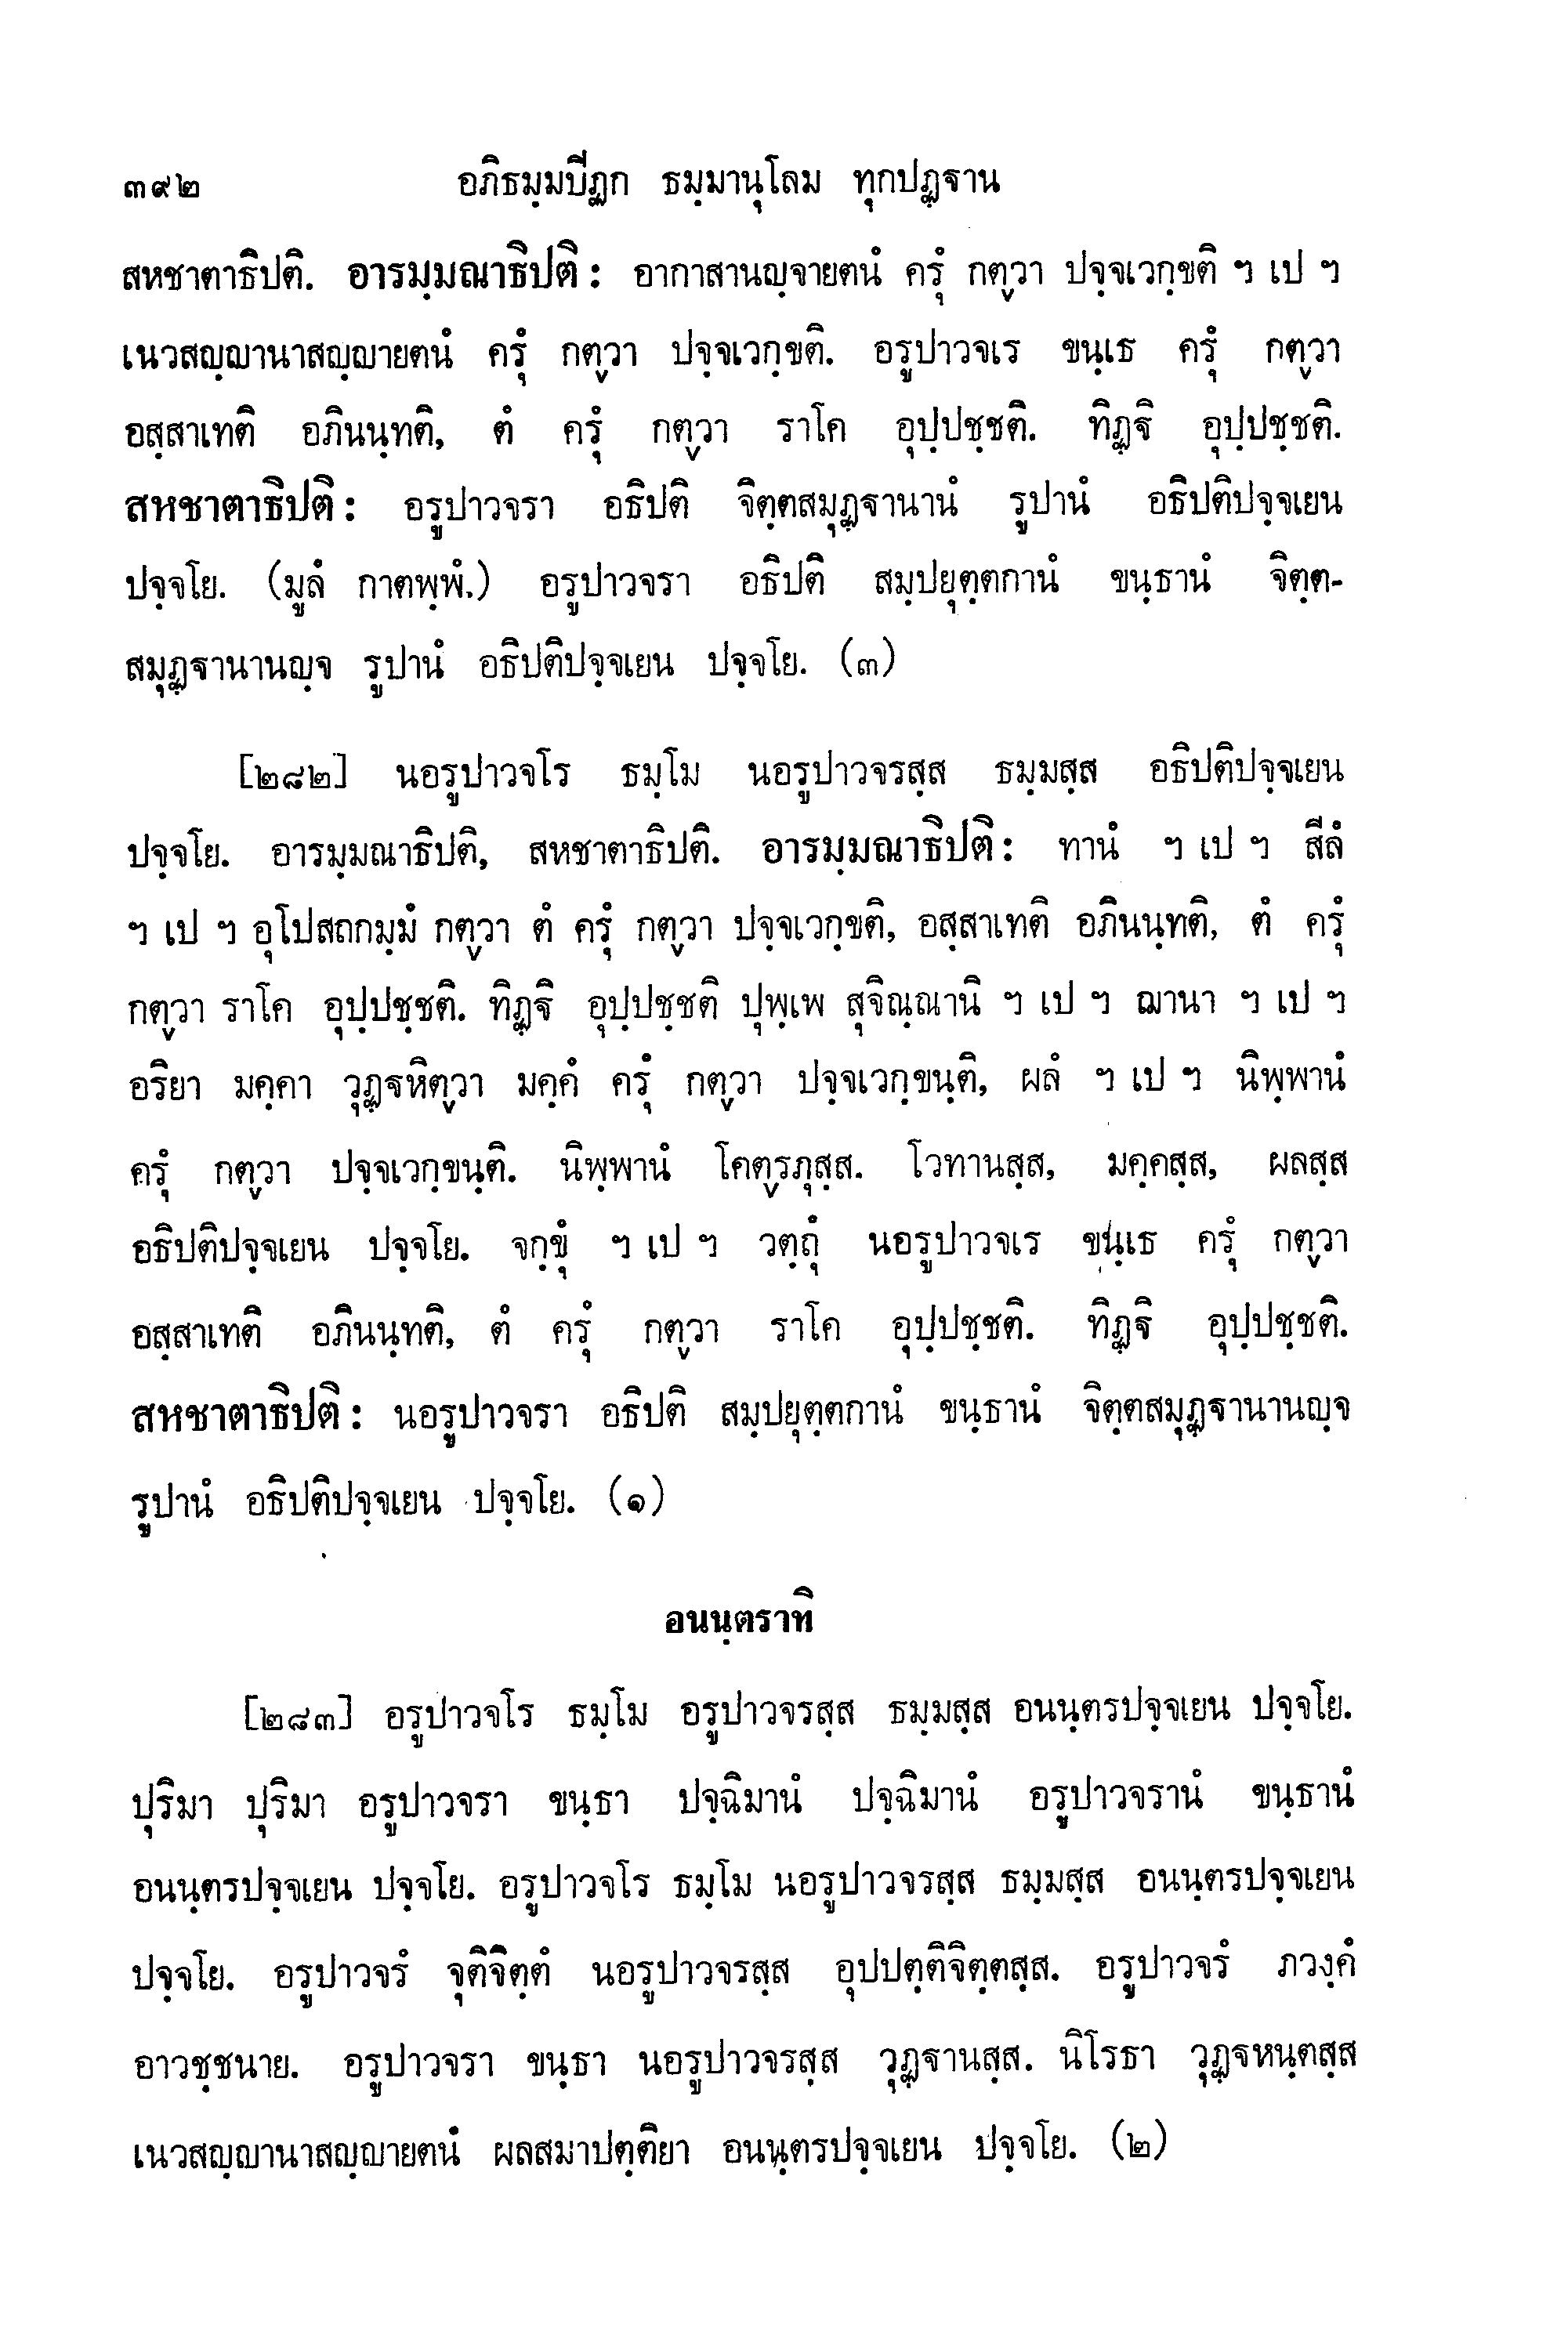 ๓๙๒ อภิธมฺมปิฏก ธมฺมานุโลม ทุกปฏฺฐาน
สหชาตาธิปติ. อารมฺมณาธิปติ : อากาสานญฺจายตนํ ครุํ กตฺวา ปจฺจเวกฺขติ ฯ เป ฯ
เนวสญฺญานาสญฺญายตนํ ครุํ กตฺวา ปจฺจเวกฺขติ. อรูปาวจเร ขนฺเธ ครุํ กตฺวา
อสฺสาเทติ อภินนฺทติ, ตํ ครุํ กตฺวา ราโค อุปฺปชฺชติ. ทิฏฺฐิ อุปฺปชฺชติ.
สหชาตาธิปติ : อรูปาวจรา อธิปติ จิตฺตสมุฏฺฐานานํ รูปานํ อธิปติปจฺจเยน
ปจฺจโย. (มูลํ กาตพฺพํ.) อรูปาวจรา อธิปติ สมฺปยุตฺตกานํ ขนฺธานํ จิตฺต-
สมุฏฺฐานานญฺจ รูปานํ อธิปติปจฺจเยน ปจฺจโย. (๓)
[๒๘๒] นอรูปาวจโร ธมฺโม นอรูปาวจรสฺส ธมฺมสฺส อธิปติปจฺจเยน
ปจฺจโย. อารมฺมณาธิปติ, สหชาตาธิปติ. อารมฺมณาธิปติ : ทานํ ฯ เป ฯ สีลํ
ฯ เป ฯ อุโปสถกมฺมํ กตฺวา ตํ ครุํ กตฺวา ปจฺจเวกฺขติ, อสฺสาเทติ อภินนฺทติ, ตํ ครุํ
กตฺวา ราโค อุปฺปชฺชติ. ทิฏฺฐิ อุปฺปชฺชติ ปุพฺเพ สุจิณฺณานิ ฯ เป ฯ ฌานา ฯ เป ฯ
อริยา มคฺคา วุฏฺฐหิตฺวา มคฺคํ ครุํ กตฺวา ปจฺจเวกฺขนฺติ, ผลํ ฯ เป ฯ นิพฺพานํ
ครุํ กตฺวา ปจฺจเวกฺขนฺติ. นิพฺพานํ โคตฺรภุสฺส. โวทานสฺส, มคฺคสฺส, ผลสฺส
อธิปติปจฺจเยน ปจฺจโย. จกฺขุํ ฯ เป ฯ วตฺถุํ นอรูปาวจเร ขนฺเธ ครุํ กตฺวา
อสฺสาเทติ อภินนฺทติ, ตํ ครุํ กตฺวา ราโค อุปฺปชฺชติ. ทิฏฺฐิ อุปฺปชฺชติ.
สหชาตาธิปติ : นอรูปาวจรา อธิปติ สมฺปยุตฺตกานํ ขนฺธานํ จิตฺตสมุฏฺฐานานญฺจ
รูปานํ อธิปติปจฺจเยน ปจฺจโย. (๑)
อนนฺตราทิ
[๒๘๓] อรูปาวจโร ธมฺโม อรูปาวจรสฺส ธมฺมสฺส อนนฺตรปจฺจเยน ปจฺจโย.
ปุริมา ปุริมา อรูปาวจรา ขนฺธา ปจฺฉิมานํ ปจฺฉิมานํ อรูปาวจรานํ ขนฺธานํ
อนนฺตรปจฺจเยน ปจฺจโย. อรูปาวจโร ธมฺโม นอรูปาวจรสฺส ธมฺมสฺส อนนฺตรปจฺจเยน
ปจฺจโย. อรูปาวจรํ จุติจิตฺตํ นอรูปาวจรสฺส อุปปตฺติจิตฺตสฺส. อรูปาวจรํ ภวงฺคํ
อาวชฺชนาย. อรูปาวจรา ขนฺธา นอรูปาวจรสฺส วุฏฺฐานสฺส. นิโรธา วุฏฺฐหนฺตสฺส
เนวสญฺญานาสญฺญายตนํ ผลสมาปตฺติยา อนนฺตรปจฺจเยน ปจฺจโย. (๒)